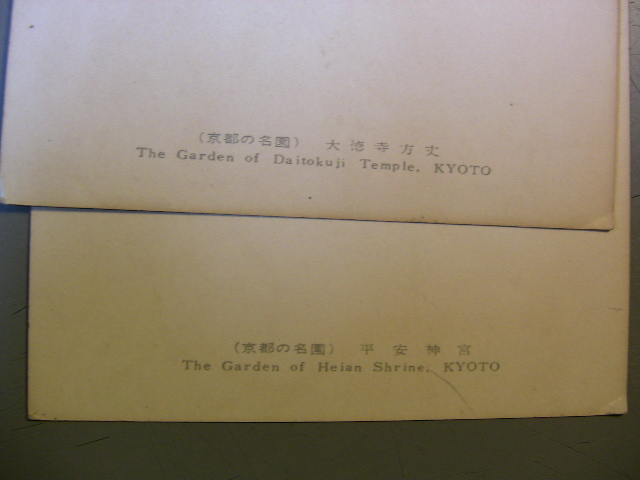 (京都の名園) 大徳寺方丈
The Garden of Daitokuji Temple, KYOTO
(京都の名園) 平安神宮
The Garden of Heian Shrine, KYOTO